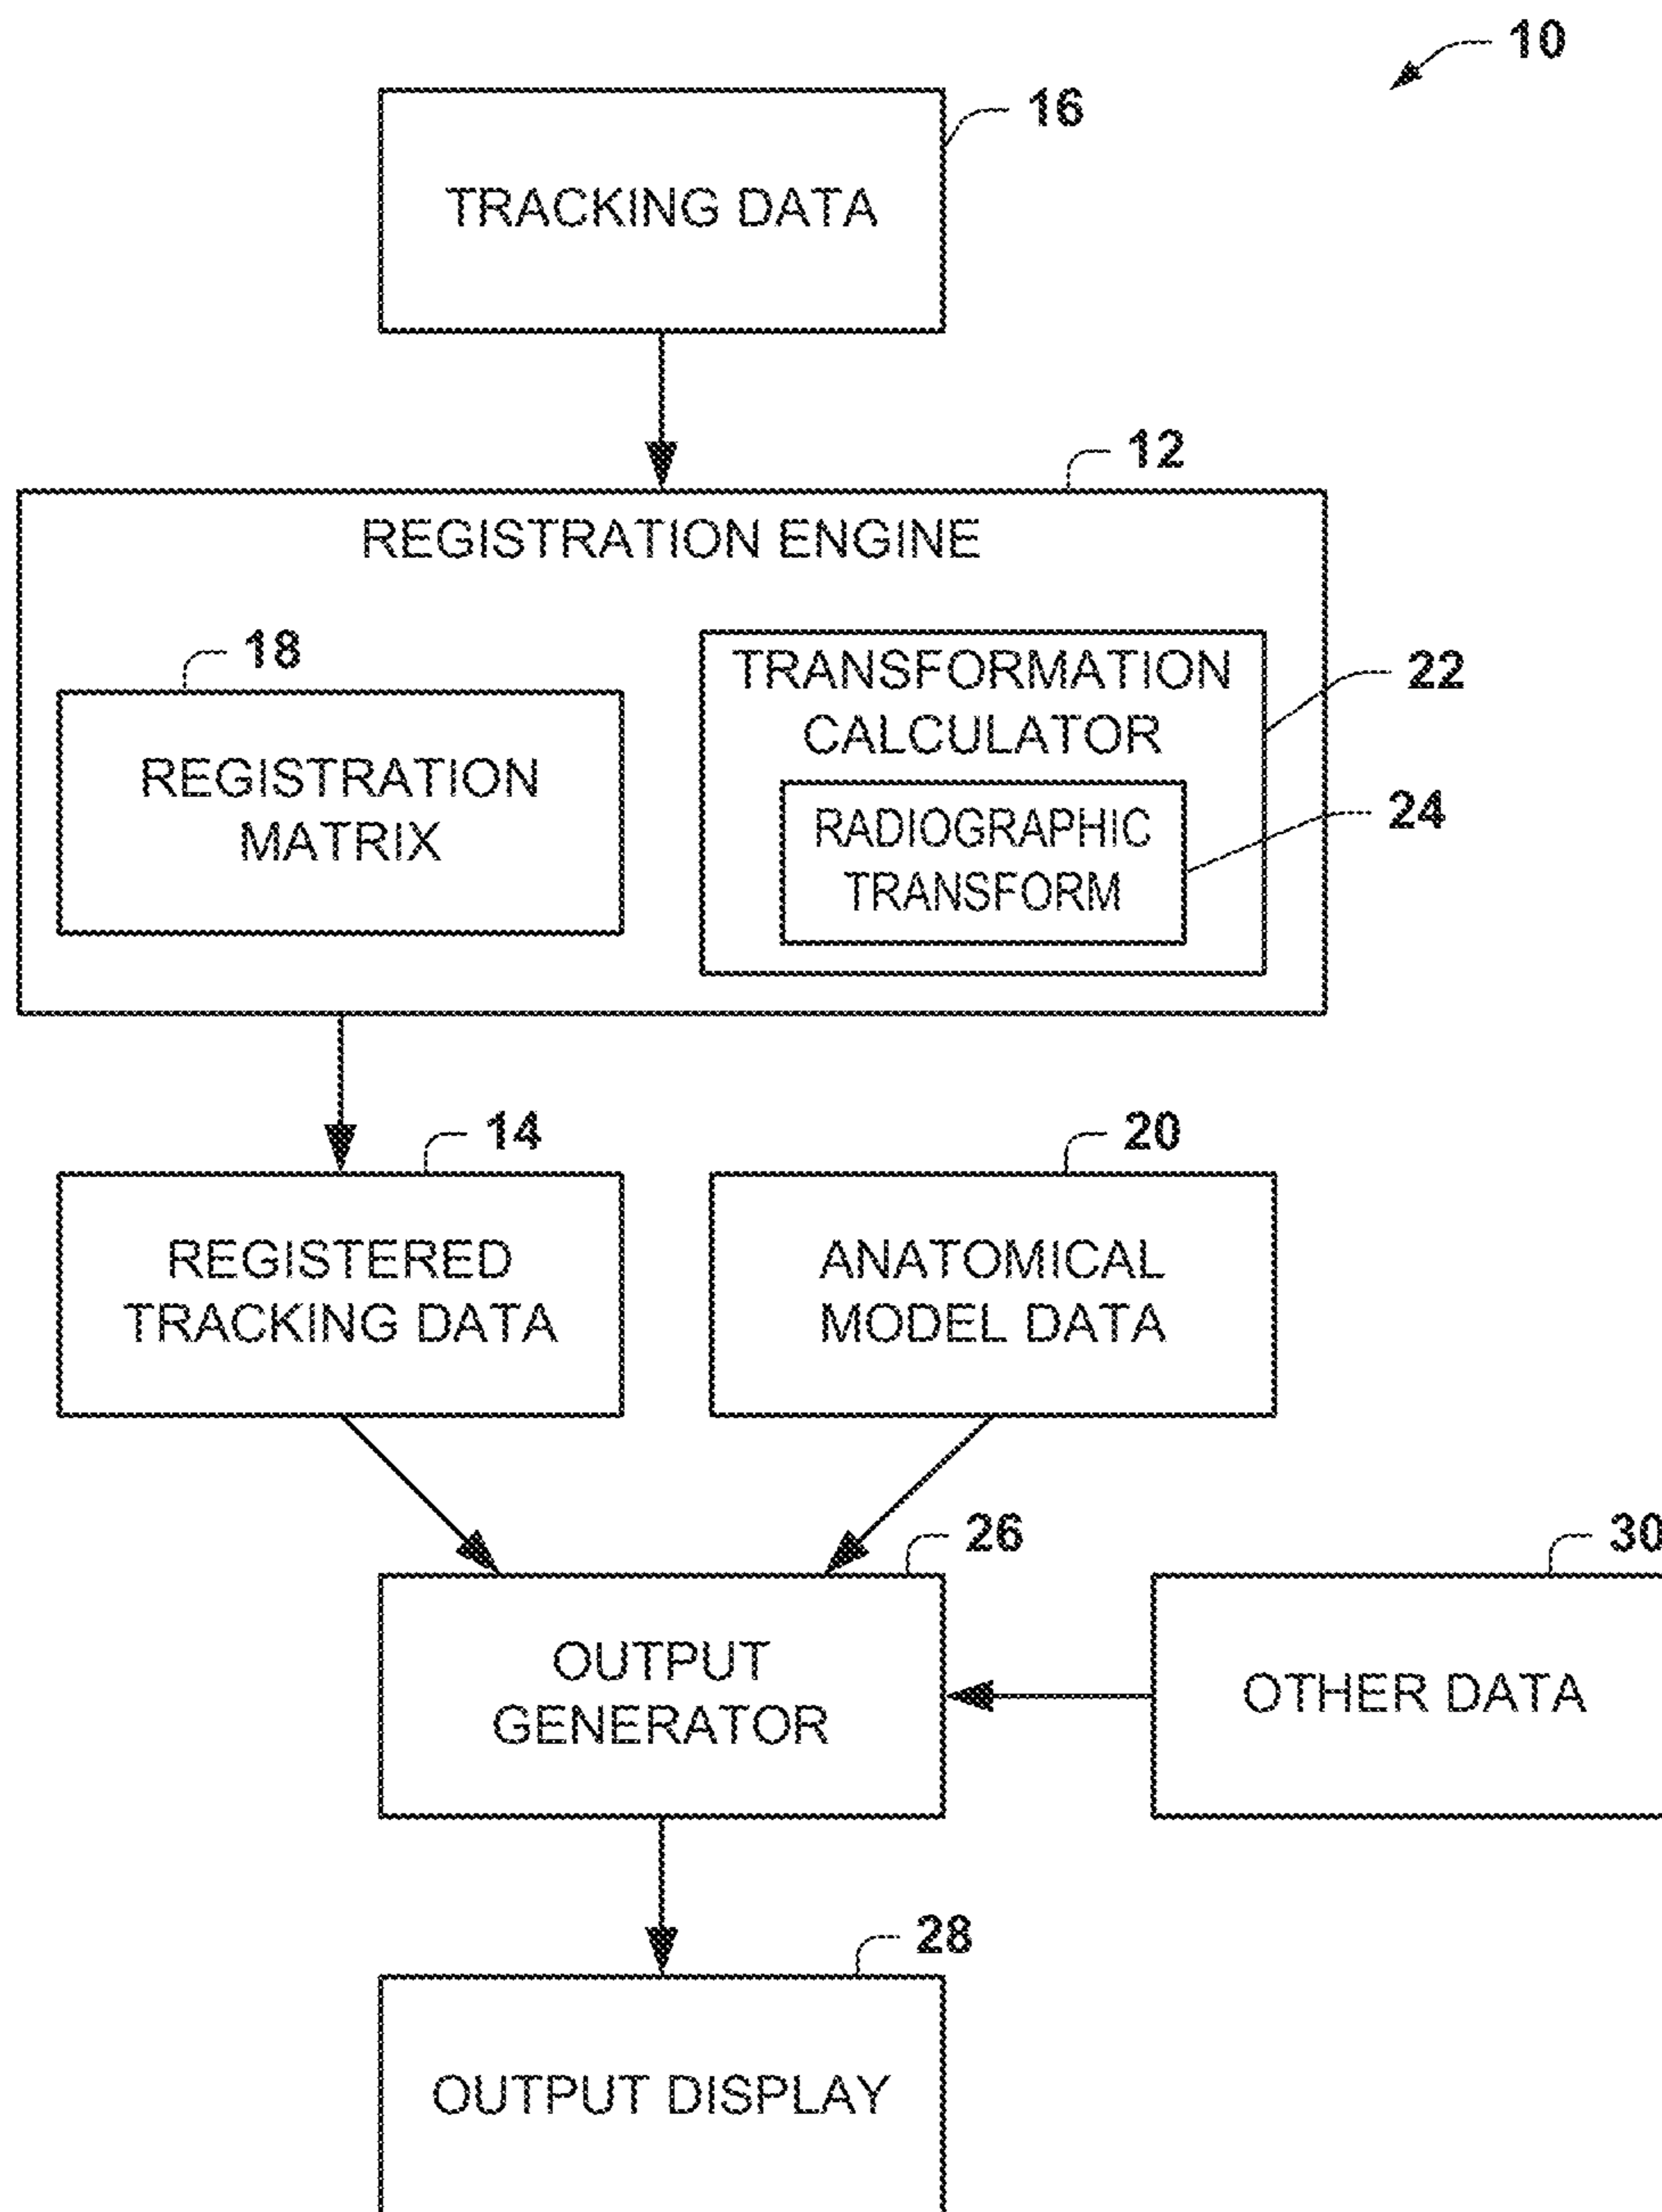 10
16
TRACKING DATA
12
REGISTRATION ENGINE
18
REGISTRATION
MATRIX
TRANSFORMATION
CALCULATOR
22
RADIOGRAPHIC
TRANSFORM
24
14
REGISTERED
TRACKING DATA
20
ANATOMICAL
MODEL DATA
26
OUTPUT
GENERATOR
30
OTHER DATA
28
OUTPUT DISPLAY